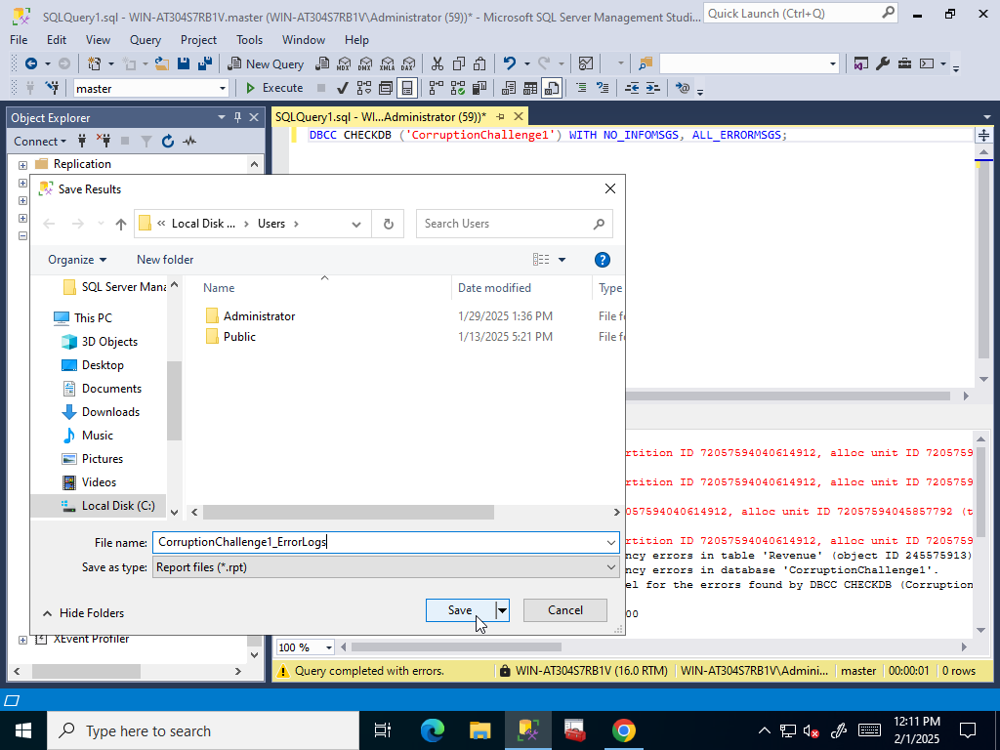 SQLQuery1.sql - WIN-AT304S7RB1V.master (WIN-AT304S7RB1V\Administrator (59))* - Microsoft SQL Server Management Studi...
Quick Launch (Ctrl+Q)
File Edit View Query Project Tools Window Help
New Query
MDX DMX XMLA DAX
master
Execute
Object Explorer
SQLQuery1.sql - WI...Administrator (59))*
Connect
DBCC CHECKDB ('CorruptionChallenge1') WITH NO_INFOMSGS, ALL_ERRORMSGS;
Replication
Save Results
Local Disk ... Users
Search Users
Organize
New folder
SQL Server Mana
Name
Date modified
Type
This PC
3D Objects
Desktop
Documents
Downloads
Music
Pictures
Videos
Local Disk (C:)
Administrator
1/29/2025 1:36 PM
File fo
Public
1/13/2025 5:21 PM
File fo
File name: CorruptionChallenge1_ErrorLogs
Save as type: Report files (*.rpt)
Hide Folders
Save
Cancel
rtition ID 72057594040614912, alloc unit ID 7205759
rtition ID 72057594040614912, alloc unit ID 7205759
057594040614912, alloc unit ID 72057594045857792 (t
rtition ID 72057594040614912, alloc unit ID 7205759
ncy errors in table 'Revenue' (object ID 245575913)
ncy errors in database 'CorruptionChallenge1'.
el for the errors found by DBCC CHECKDB (Corruption
00
XEvent Profiler
100 %
Query completed with errors.
WIN-AT304S7RB1V (16.0 RTM)
WIN-AT304S7RB1V\Admini...
master
00:00:01
0 rows
Type here to search
12:11 PM
2/1/2025